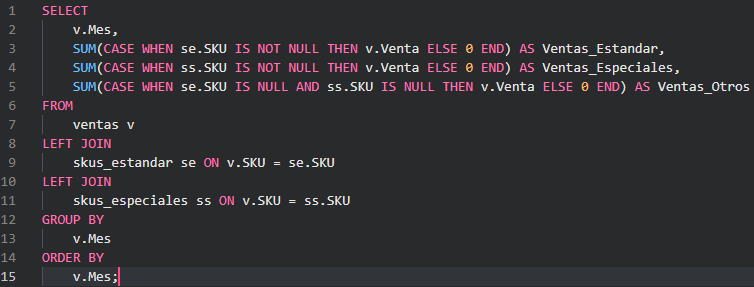 1 SELECT
2     v.Mes,
3     SUM(CASE WHEN se.SKU IS NOT NULL THEN v.Venta ELSE 0 END) AS Ventas_Estandar,
4     SUM(CASE WHEN ss.SKU IS NOT NULL THEN v.Venta ELSE 0 END) AS Ventas_Especiales,
5     SUM(CASE WHEN se.SKU IS NULL AND ss.SKU IS NULL THEN v.Venta ELSE 0 END) AS Ventas_Otros
6 FROM
7     ventas v
8 LEFT JOIN
9     skus_estandar se ON v.SKU = se.SKU
10 LEFT JOIN
11     skus_especiales ss ON v.SKU = ss.SKU
12 GROUP BY
13     v.Mes
14 ORDER BY
15     v.Mes;